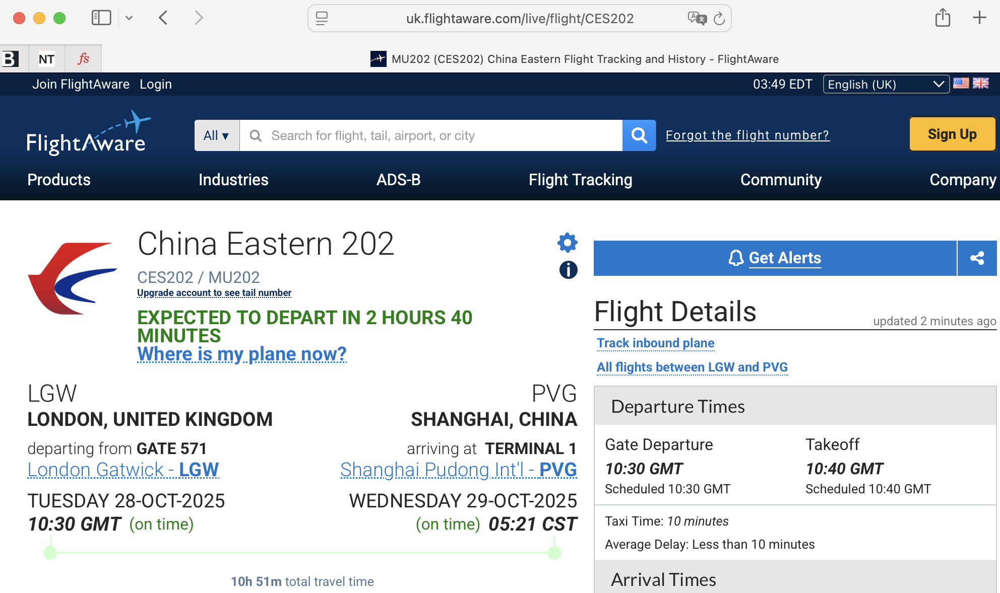 uk.flightaware.com/live/flight/CES202
B NT fs MU202 (CES202) China Eastern Flight Tracking and History - FlightAware
Join FlightAware Login 03:49 EDT English (UK)
FlightAware All ▾ Search for flight, tail, airport, or city Forgot the flight number? Sign Up
Products Industries ADS-B Flight Tracking Community Company
China Eastern 202
CES202 / MU202
Upgrade account to see tail number
EXPECTED TO DEPART IN 2 HOURS 40
MINUTES
Where is my plane now?
LGW
LONDON, UNITED KINGDOM
departing from GATE 571
London Gatwick - LGW
TUESDAY 28-OCT-2025
10:30 GMT (on time)
PVG
SHANGHAI, CHINA
arriving at TERMINAL 1
Shanghai Pudong Int'l - PVG
WEDNESDAY 29-OCT-2025
(on time) 05:21 CST
10h 51m total travel time
Get Alerts
Flight Details updated 2 minutes ago
Track inbound plane
All flights between LGW and PVG
Departure Times
Gate Departure Takeoff
10:30 GMT 10:40 GMT
Scheduled 10:30 GMT Scheduled 10:40 GMT
Taxi Time: 10 minutes
Average Delay: Less than 10 minutes
Arrival Times